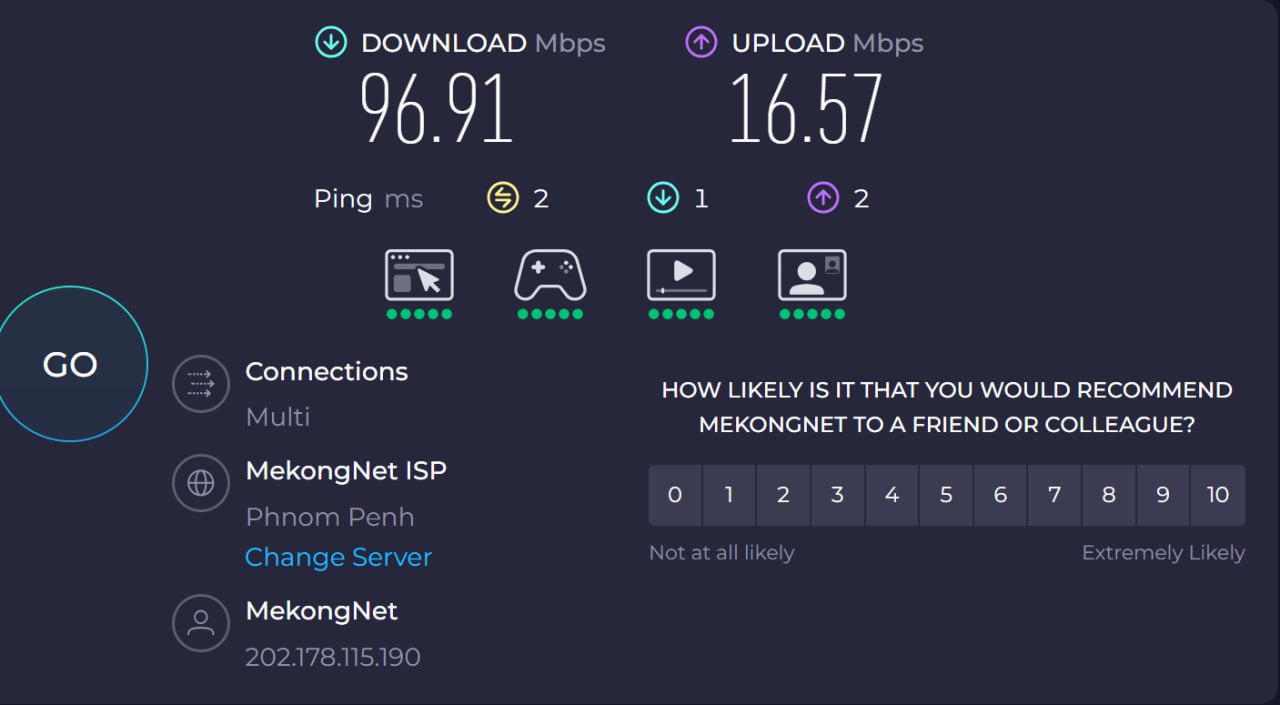 DOWNLOAD Mbps
96.91
UPLOAD Mbps
16.57
Ping ms 2 1 2
GO
Connections
Multi
MekongNet ISP
Phnom Penh
Change Server
MekongNet
202.178.115.190
HOW LIKELY IS IT THAT YOU WOULD RECOMMEND
MEKONGNET TO A FRIEND OR COLLEAGUE?
0 1 2 3 4 5 6 7 8 9 10
Not at all likely Extremely Likely